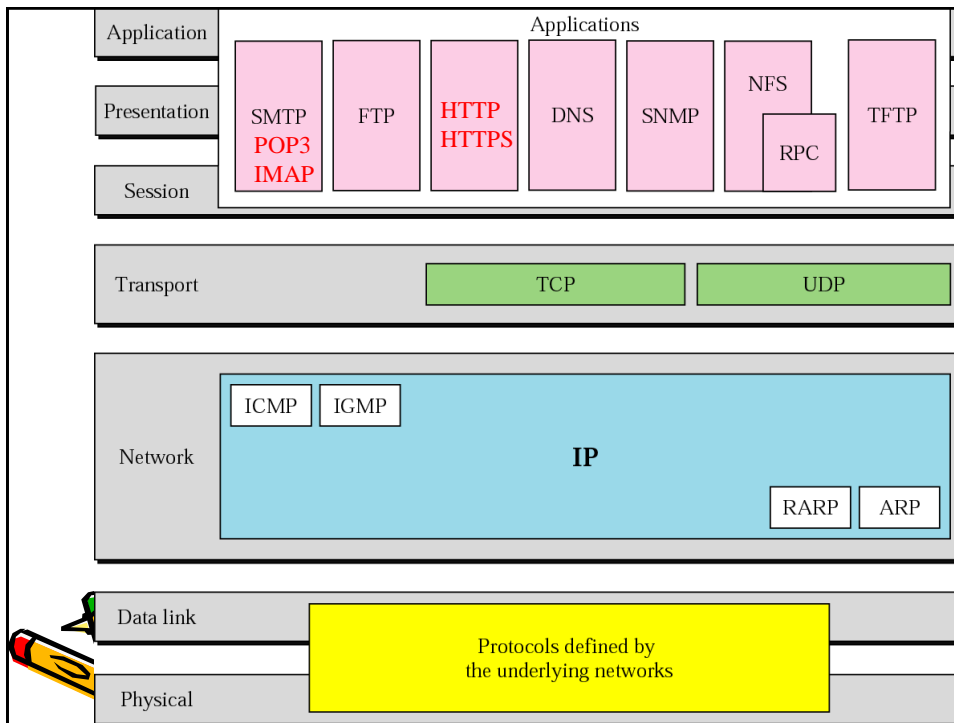 Application
Applications
Presentation
Session
SMTP
POP3
IMAP
FTP
HTTP
HTTPS
DNS
SNMP
NFS
RPC
TFTP
Transport
TCP
UDP
Network
ICMP
IGMP
IP
RARP
ARP
Data link
Physical
Protocols defined by
the underlying networks